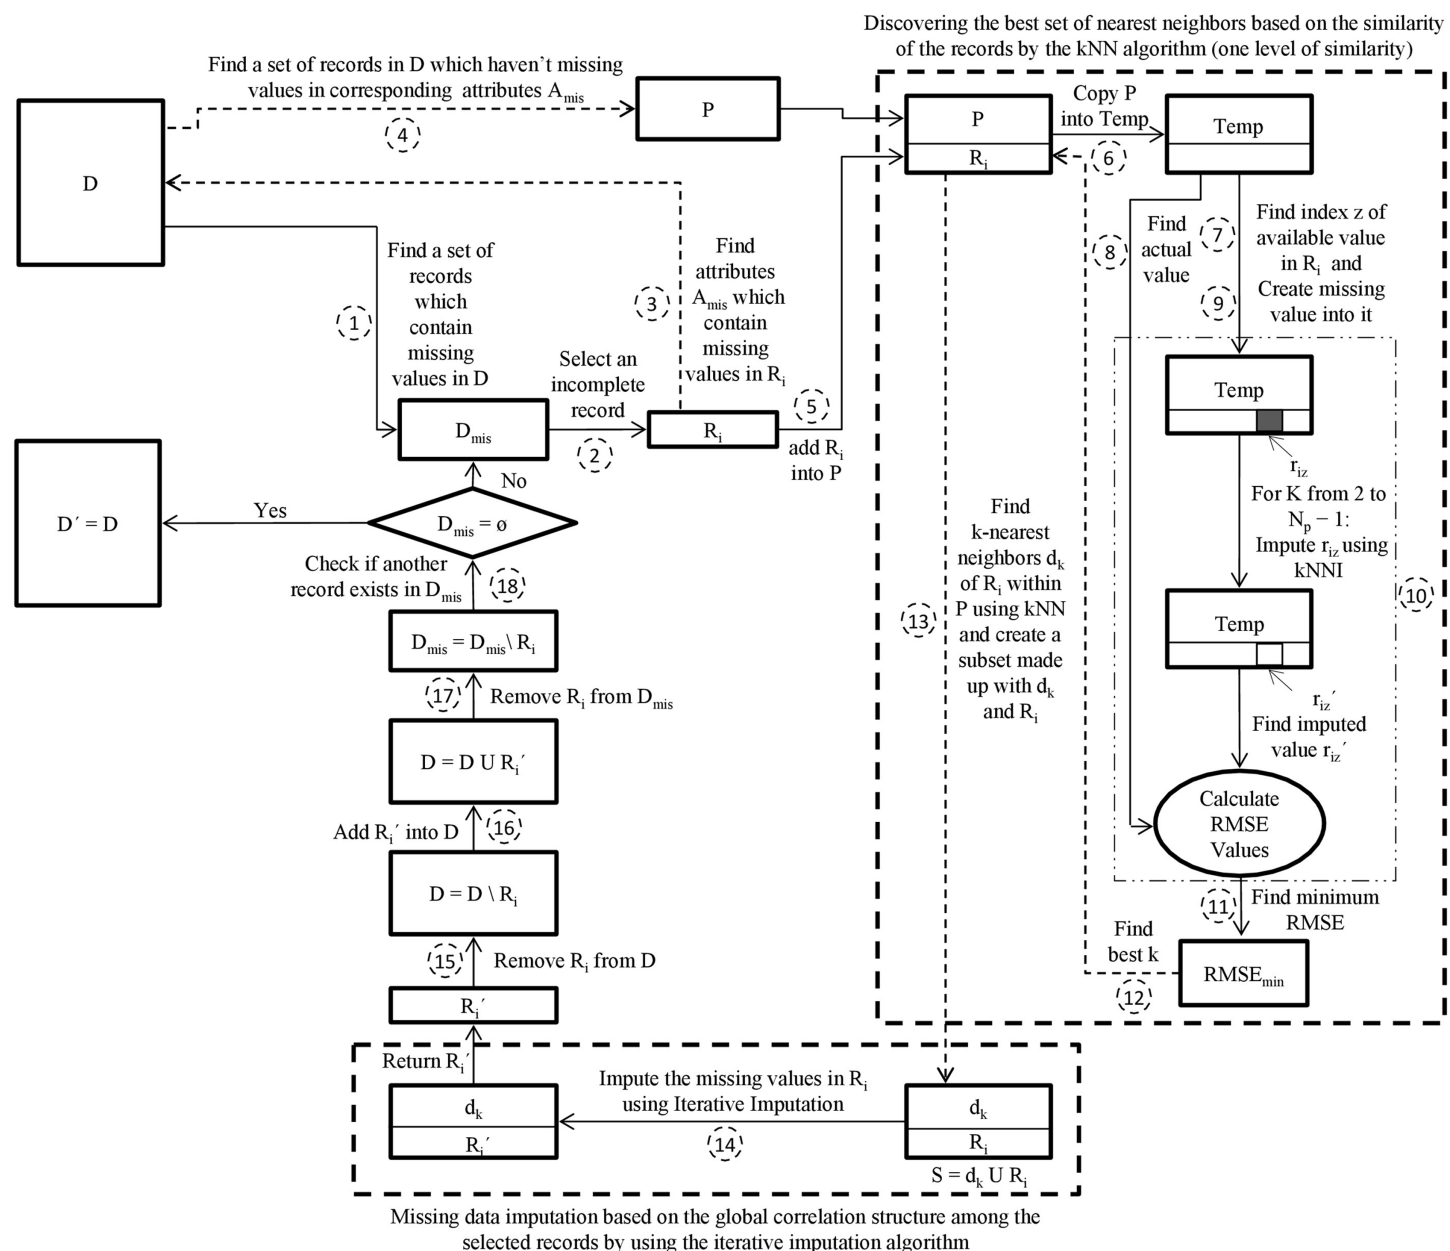 Discovering the best set of nearest neighbors based on the similarity
of the records by the kNN algorithm (one level of similarity)
Find a set of records in D which haven't missing
values in corresponding attributes Amis
4
D
P
P
Ri
Copy P
into Temp
6
Temp
Find a set of
records
which
contain
missing
values in D
1
Find
attributes
Amis which
contain
missing
values in Ri
3
Find
actual
value
8
7
9
Find index z of
available value
in Ri and
Create missing
value into it
Select an
incomplete
record
2
Dmis
Ri
5
add Ri
into P
Temp
riz
For K from 2 to
Np − 1:
Impute riz using
kNNI
10
Temp
riz´
Find imputed
value riz´
Calculate
RMSE
Values
11
Find minimum
RMSE
RMSEmin
Find
best k
12
Find
k-nearest
neighbors dk
of Ri within
P using kNN
and create a
subset made
up with dk
and Ri
13
No
Dmis = ø
Yes
D´ = D
Check if another
record exists in Dmis
18
Dmis = Dmis\ Ri
17
Remove Ri from Dmis
D = D U Ri´
Add Ri´ into D
16
D = D \ Ri
15
Remove Ri from D
Ri´
Return Ri´
dk
Ri´
Impute the missing values in Ri
using Iterative Imputation
14
dk
Ri
S = dk U Ri
Missing data imputation based on the global correlation structure among the
selected records by using the iterative imputation algorithm